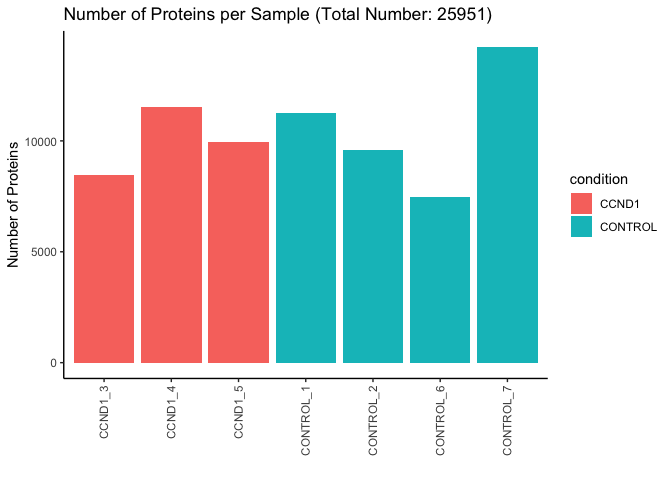 Number of Proteins per Sample (Total Number: 25951)
Number of Proteins
10000
5000
0
CCND1_3
CCND1_4
CCND1_5
CONTROL_1
CONTROL_2
CONTROL_6
CONTROL_7
condition
CCND1
CONTROL